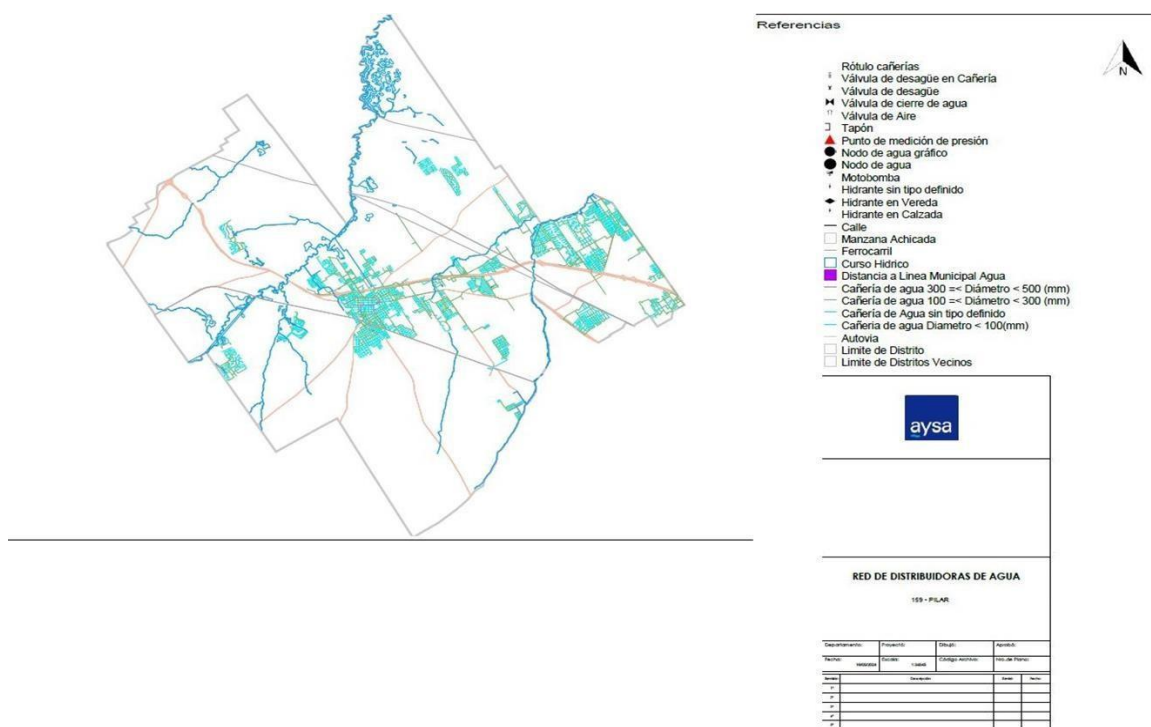 Referencias
N
Rótulo cañerías
Válvula de desagüe en Cañería
Válvula de desagüe
Válvula de cierre de agua
Válvula de Aire
Tapón
Punto de medición de presión
Nodo de agua gráfico
Nodo de agua
Motobomba
Hidrante sin tipo definido
Hidrante en Vereda
Hidrante en Calzada
Calle
Manzana Achicada
Ferrocarril
Curso Hidrico
Distancia a Linea Municipal Agua
Cañería de agua 300 =< Diámetro < 500 (mm)
Cañería de agua 100 =< Diámetro < 300 (mm)
Cañería de Agua sin tipo definido
Cañeria de agua Diametro < 100(mm)
Autovia
Limite de Distrito
Limite de Distritos Vecinos
aysa
RED DE DISTRIBUIDORAS DE AGUA
159 - PILAR
Departamento: Proyectó: Dibujó: Aprobó:
Fecha: Escala: Código Archivo: Nro. de Plano:
Descripción Fecha